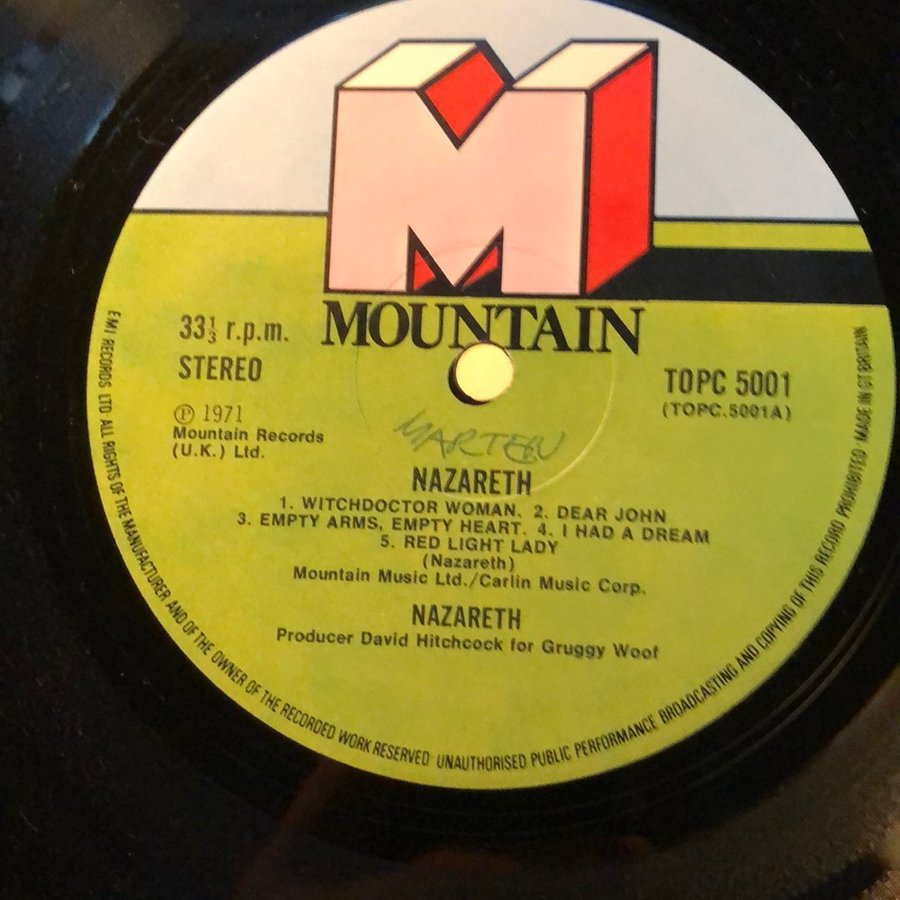 M
MOUNTAIN
33⅓ r.p.m.
STEREO
TOPC 5001
(TOPC.5001A)
Ⓟ 1971
Mountain Records
(U.K.) Ltd.
MARTEN
NAZARETH
1. WITCHDOCTOR WOMAN. 2. DEAR JOHN
3. EMPTY ARMS, EMPTY HEART. 4. I HAD A DREAM
5. RED LIGHT LADY
(Nazareth)
Mountain Music Ltd./Carlin Music Corp.
NAZARETH
Producer David Hitchcock for Gruggy Woof
EMI RECORDS LTD ALL RIGHTS OF THE MANUFACTURER AND OF THE OWNER OF THE RECORDED WORK RESERVED UNAUTHORISED PUBLIC PERFORMANCE BROADCASTING AND COPYING OF THIS RECORD PROHIBITED MADE IN GT BRITAIN